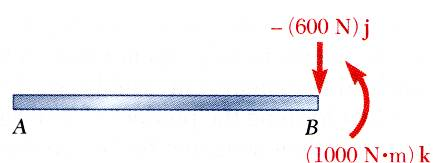 – (600 N) j
A
B
(1000 N•m) k